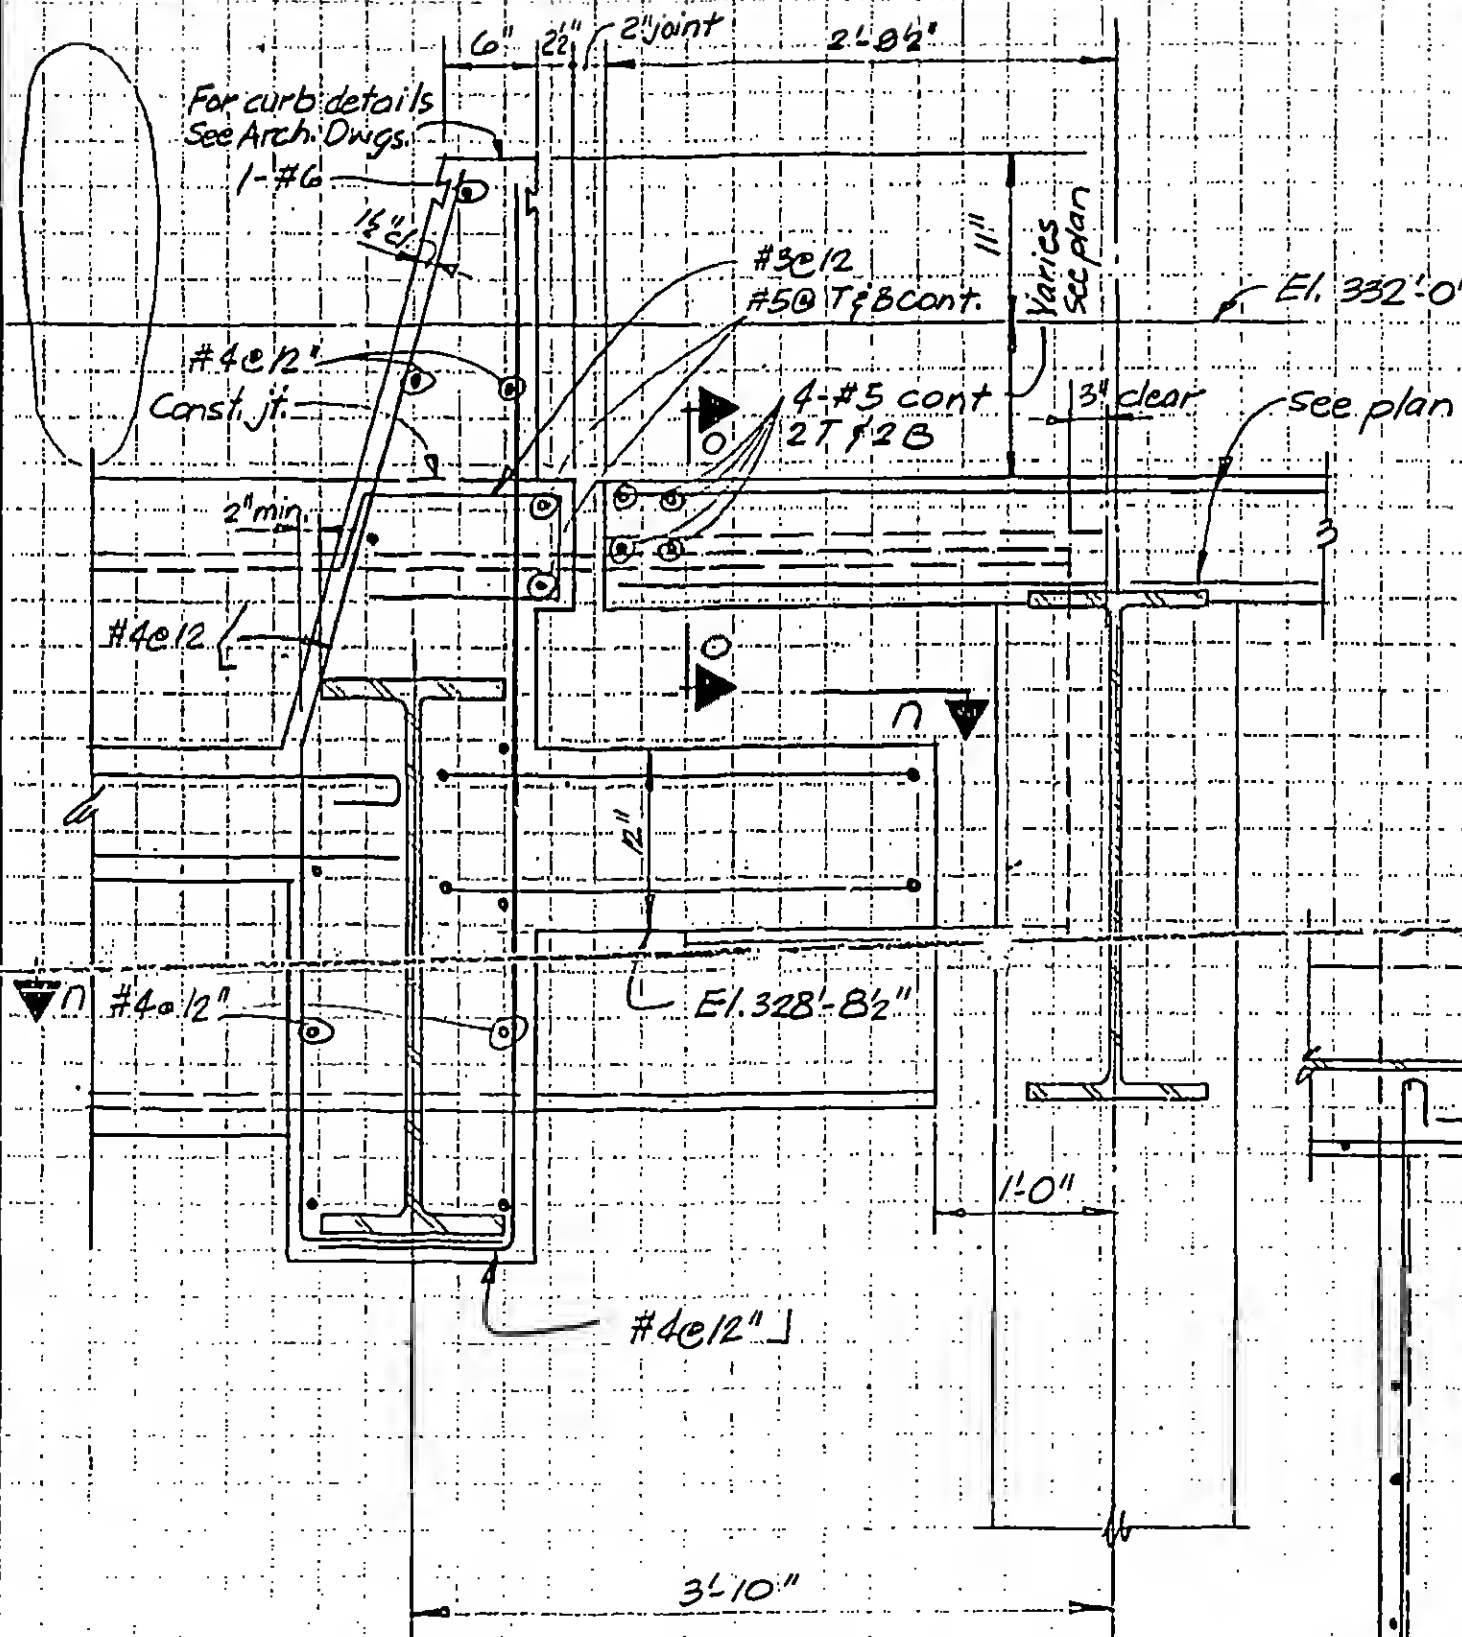 6" 2½" 2" joint 2'-8½"
For curb details
See Arch. Dwgs.
1-#6
1½" cl.
11"
Varies
see plan
#3@12
#5@ T&B cont.
El. 332'-0"
#4@12"
Const. jt.
4-#5 cont
2T & 2B
3" clear
see plan
O
2" min.
#4@12
O
n
12"
n
#4@12"
El. 328'-8½"
1'-0"
#4@12"
3'-10"